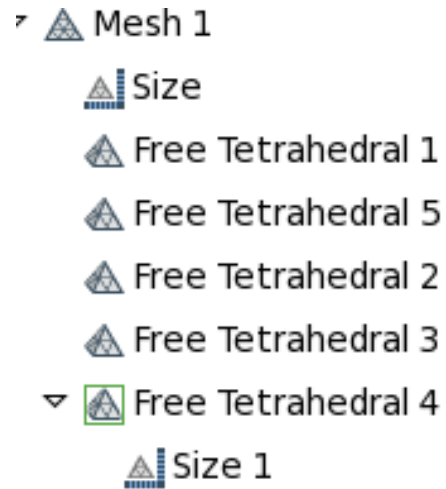 Mesh 1
Size
Free Tetrahedral 1
Free Tetrahedral 5
Free Tetrahedral 2
Free Tetrahedral 3
Free Tetrahedral 4
Size 1